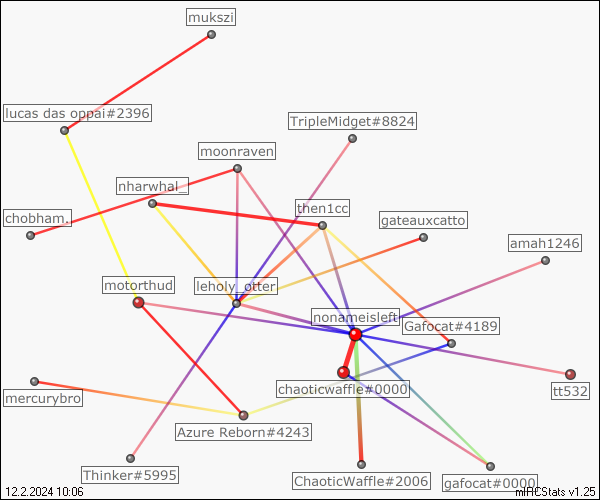 mukszi
lucas das oppai#2396
TripleMidget#8824
moonraven
nharwhal_
then1cc
chobham.
gateauxcatto
amah1246
motorthud
leholy_otter
nonameisleft
Gafocat#4189
chaoticwaffle#0000
tt532
mercurybro
Azure Reborn#4243
Thinker#5995
ChaoticWaffle#2006
gafocat#0000
12.2.2024 10:06
mIRCStats v1.25